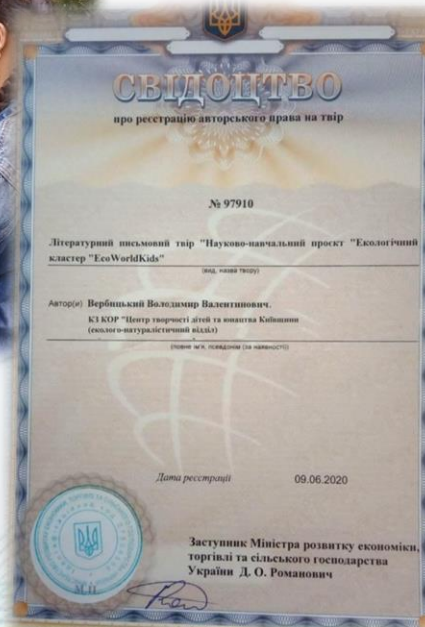 СВІДОЦТВО
про реєстрацію авторського права на твір
№ 97910
Літературний письмовий твір "Науково-навчальний проєкт "Екологічний
кластер "EcoWorldKids"
(вид, назва твору)
Автор(и) Вербицький Володимир Валентинович.
КЗ КОР "Центр творчості дітей та юнацтва Київщини
(еколого-натуралістичний відділ)
(повне ім'я, псевдонім (за наявності))
Дата реєстрації 09.06.2020
Заступник Міністра розвитку економіки,
торгівлі та сільського господарства
України Д. О. Романович
М.П.